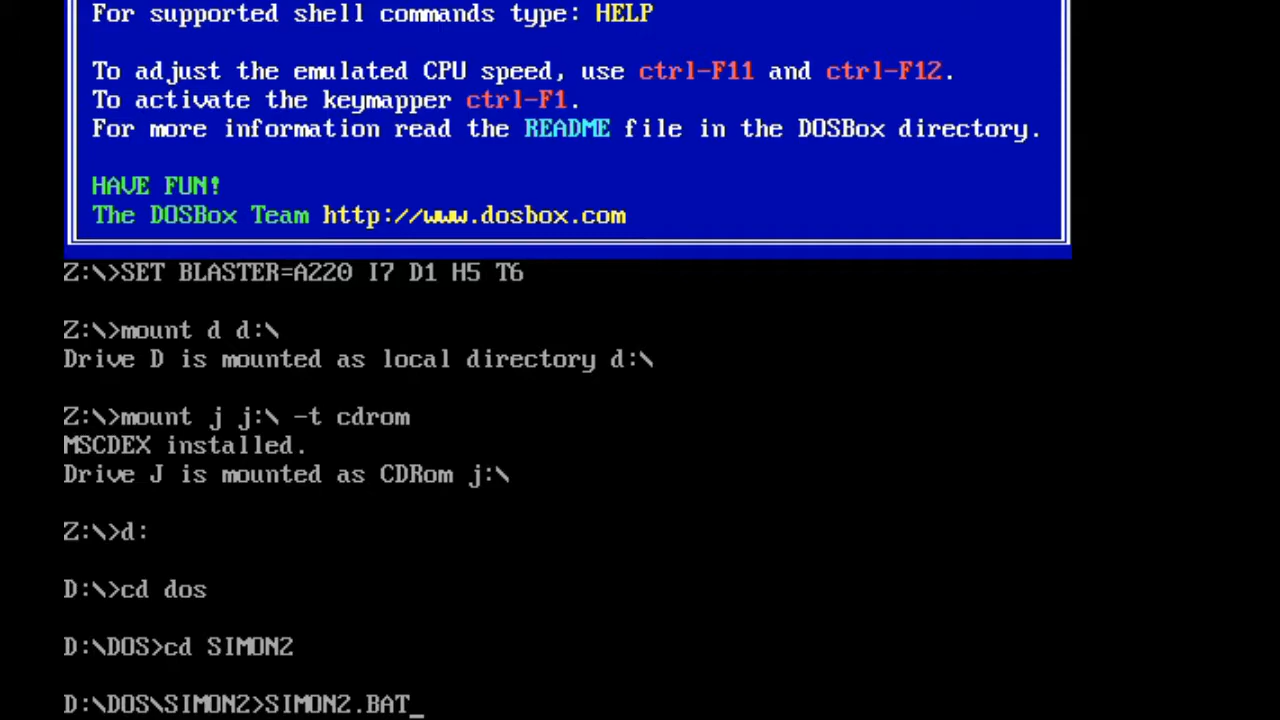 For supported shell commands type: HELP
To adjust the emulated CPU speed, use ctrl-F11 and ctrl-F12.
To activate the keymapper ctrl-F1.
For more information read the README file in the DOSBox directory.
HAVE FUN!
The DOSBox Team http://www.dosbox.com
Z:\>SET BLASTER=A220 I7 D1 H5 T6
Z:\>mount d d:\
Drive D is mounted as local directory d:\
Z:\>mount j j:\ -t cdrom
MSCDEX installed.
Drive J is mounted as CDRom j:\
Z:\>d:
D:\>cd dos
D:\DOS>cd SIMON2
D:\DOS\SIMON2>SIMON2.BAT_